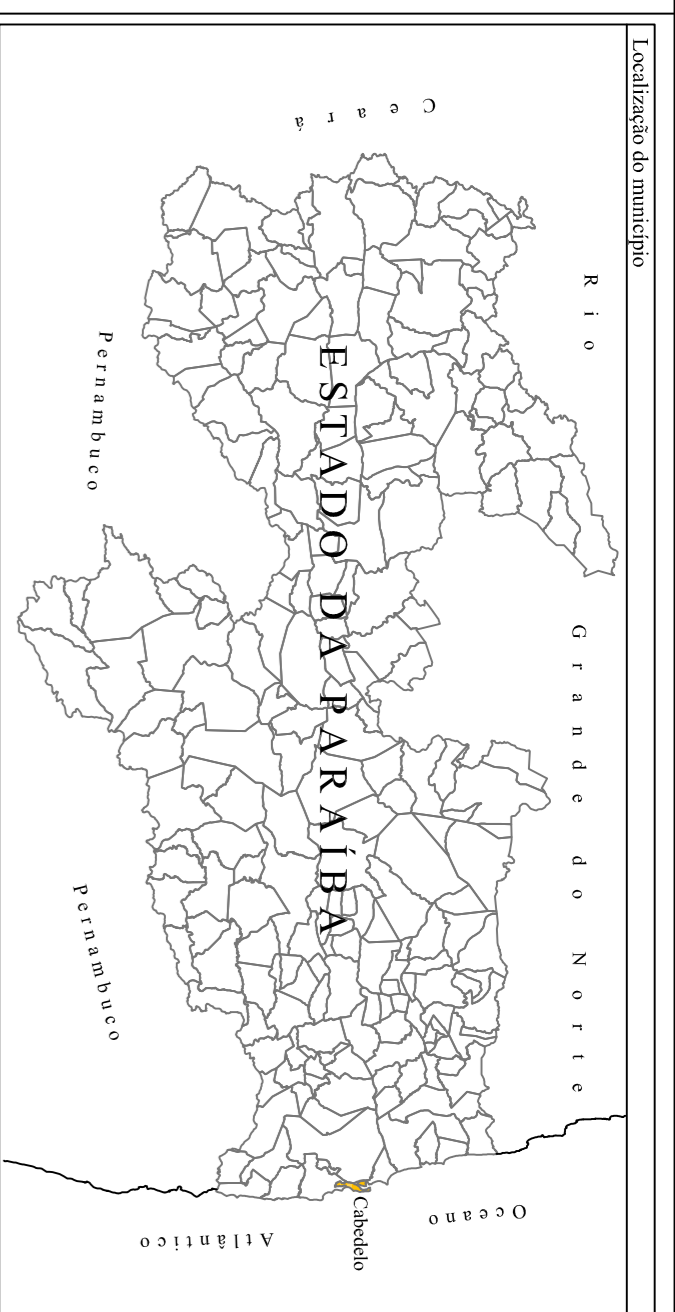 Localização do município
Rio Grande do Norte
Ceará
ESTADO DA PARAÍBA
Pernambuco
Pernambuco
Cabedelo
Oceano
Atlântico